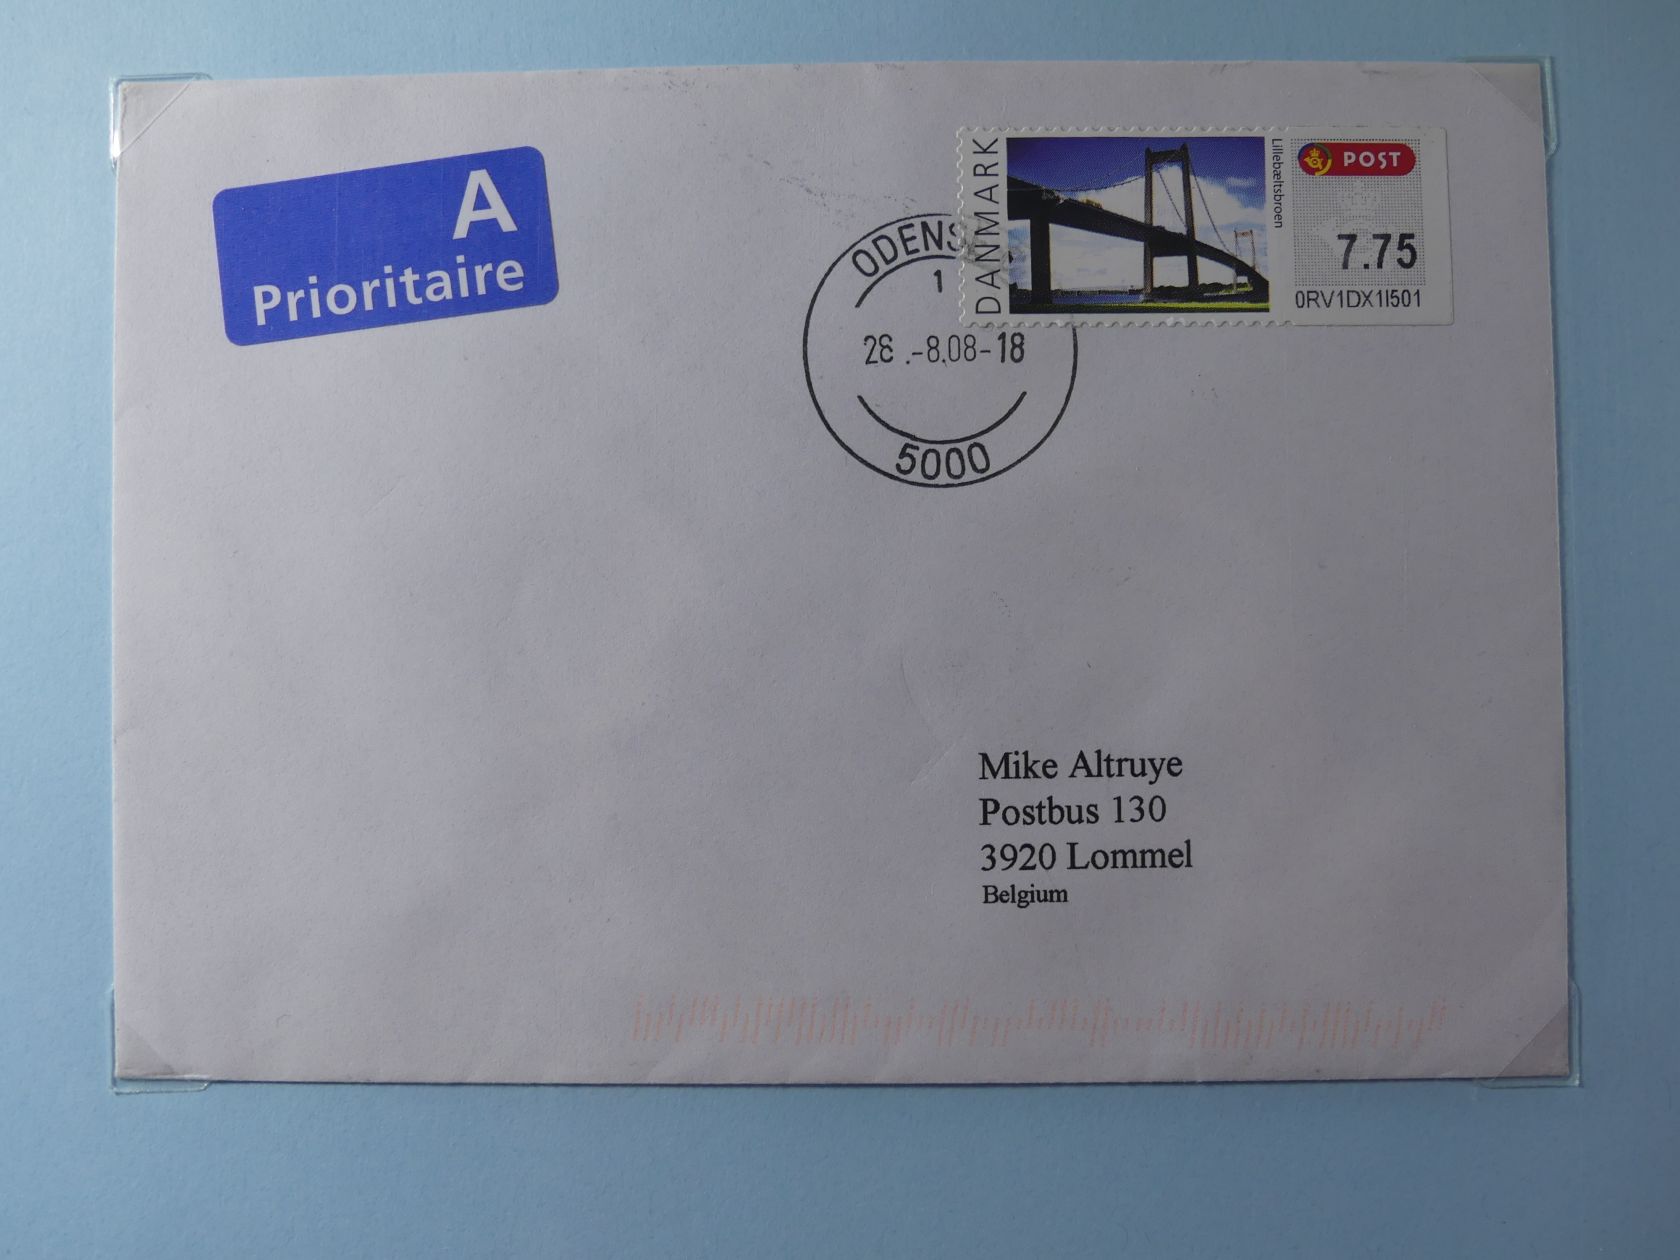 A
Prioritaire
DANMARK
Lillebæltsbroen
POST
7.75
0RV1DX1I501
1
28.-8.08-18
5000
Mike Altruye
Postbus 130
3920 Lommel
Belgium